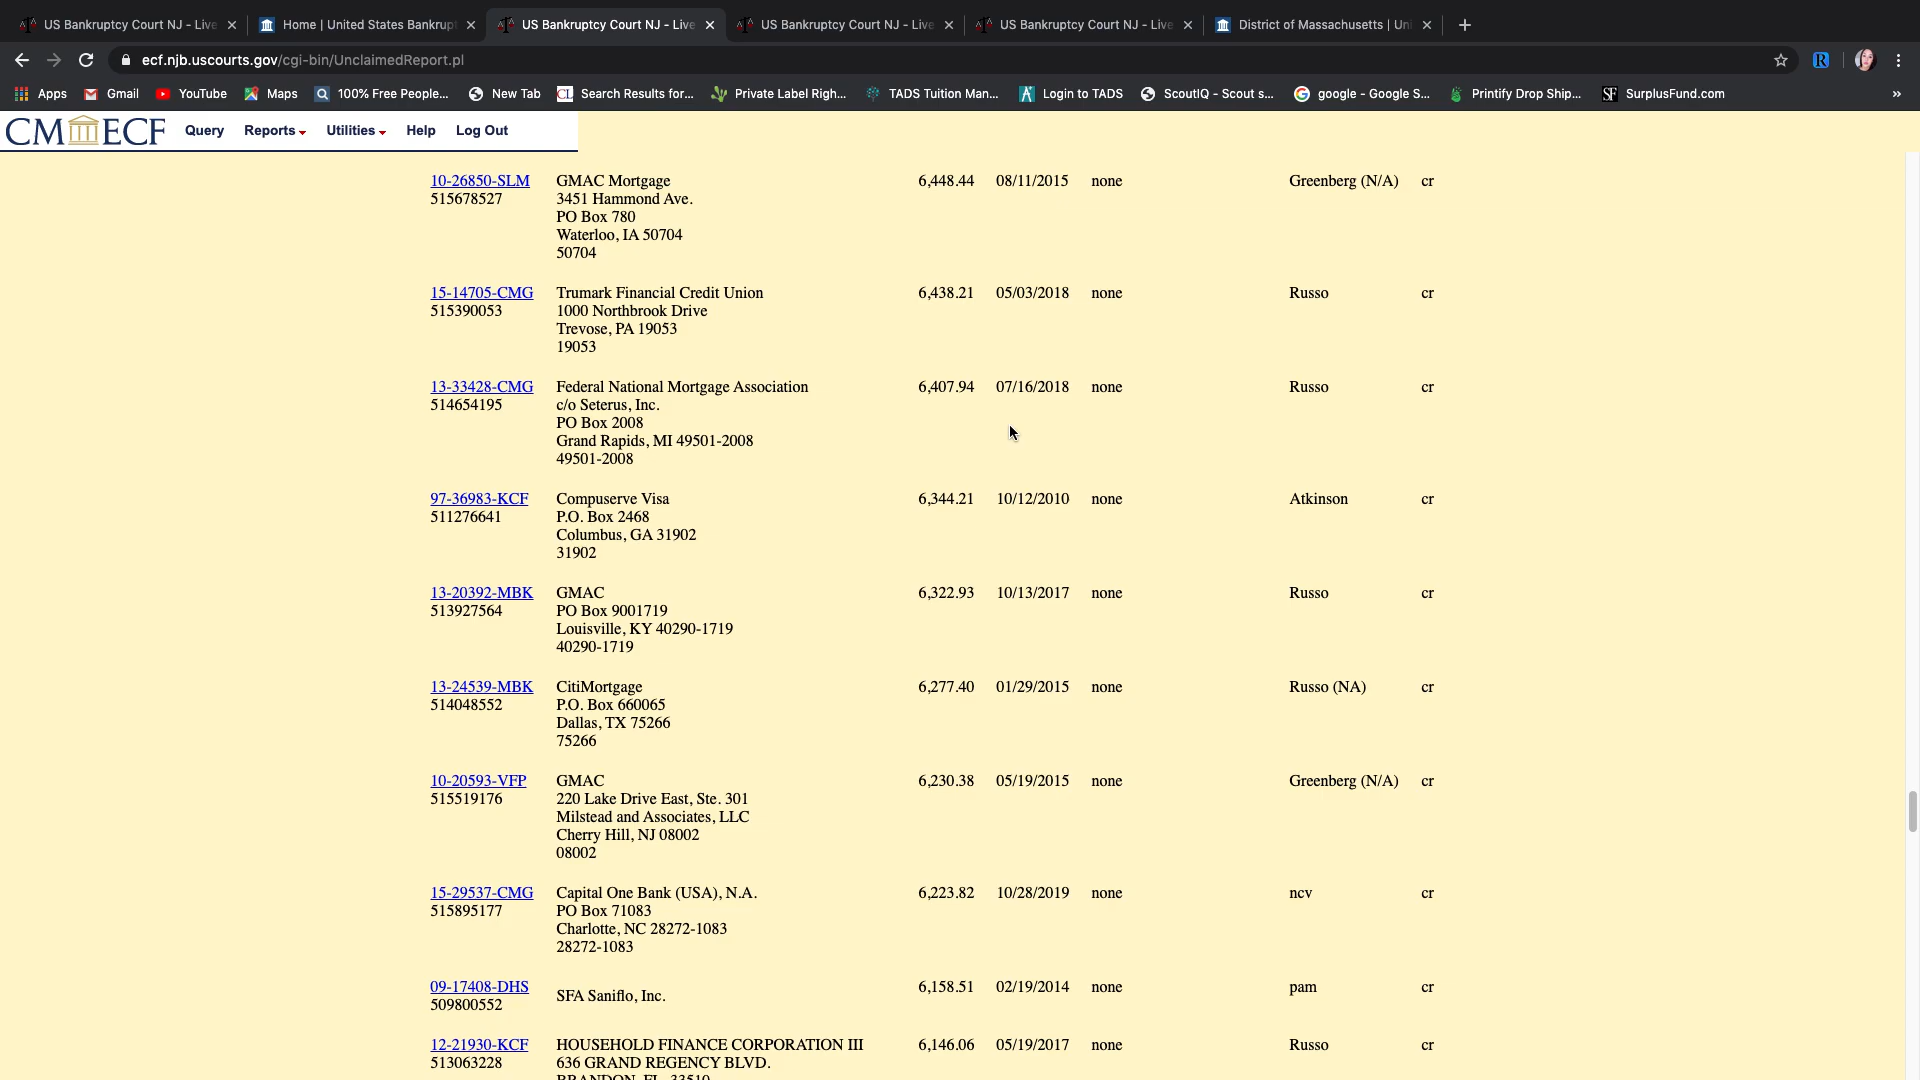 US Bankruptcy Court NJ - Live
Home | United States Bankrupt
US Bankruptcy Court NJ - Live
US Bankruptcy Court NJ - Live
US Bankruptcy Court NJ - Live
District of Massachusetts | Uni
ecf.njb.uscourts.gov/cgi-bin/UnclaimedReport.pl
Apps
Gmail
YouTube
Maps
100% Free People...
New Tab
CL Search Results for...
Private Label Righ...
TADS Tuition Man...
Login to TADS
ScoutIQ - Scout s...
google - Google S...
Printify Drop Ship...
SF SurplusFund.com
»
CM ECF Query Reports Utilities Help Log Out
10-26850-SLM GMAC Mortgage 6,448.44 08/11/2015 none Greenberg (N/A) cr
515678527 3451 Hammond Ave.
PO Box 780
Waterloo, IA 50704
50704
15-14705-CMG Trumark Financial Credit Union 6,438.21 05/03/2018 none Russo cr
515390053 1000 Northbrook Drive
Trevose, PA 19053
19053
13-33428-CMG Federal National Mortgage Association 6,407.94 07/16/2018 none Russo cr
514654195 c/o Seterus, Inc.
PO Box 2008
Grand Rapids, MI 49501-2008
49501-2008
97-36983-KCF Compuserve Visa 6,344.21 10/12/2010 none Atkinson cr
511276641 P.O. Box 2468
Columbus, GA 31902
31902
13-20392-MBK GMAC 6,322.93 10/13/2017 none Russo cr
513927564 PO Box 9001719
Louisville, KY 40290-1719
40290-1719
13-24539-MBK CitiMortgage 6,277.40 01/29/2015 none Russo (NA) cr
514048552 P.O. Box 660065
Dallas, TX 75266
75266
10-20593-VFP GMAC 6,230.38 05/19/2015 none Greenberg (N/A) cr
515519176 220 Lake Drive East, Ste. 301
Milstead and Associates, LLC
Cherry Hill, NJ 08002
08002
15-29537-CMG Capital One Bank (USA), N.A. 6,223.82 10/28/2019 none ncv cr
515895177 PO Box 71083
Charlotte, NC 28272-1083
28272-1083
09-17408-DHS SFA Saniflo, Inc. 6,158.51 02/19/2014 none pam cr
509800552
12-21930-KCF HOUSEHOLD FINANCE CORPORATION III 6,146.06 05/19/2017 none Russo cr
513063228 636 GRAND REGENCY BLVD.
BRANDON, FL 33510